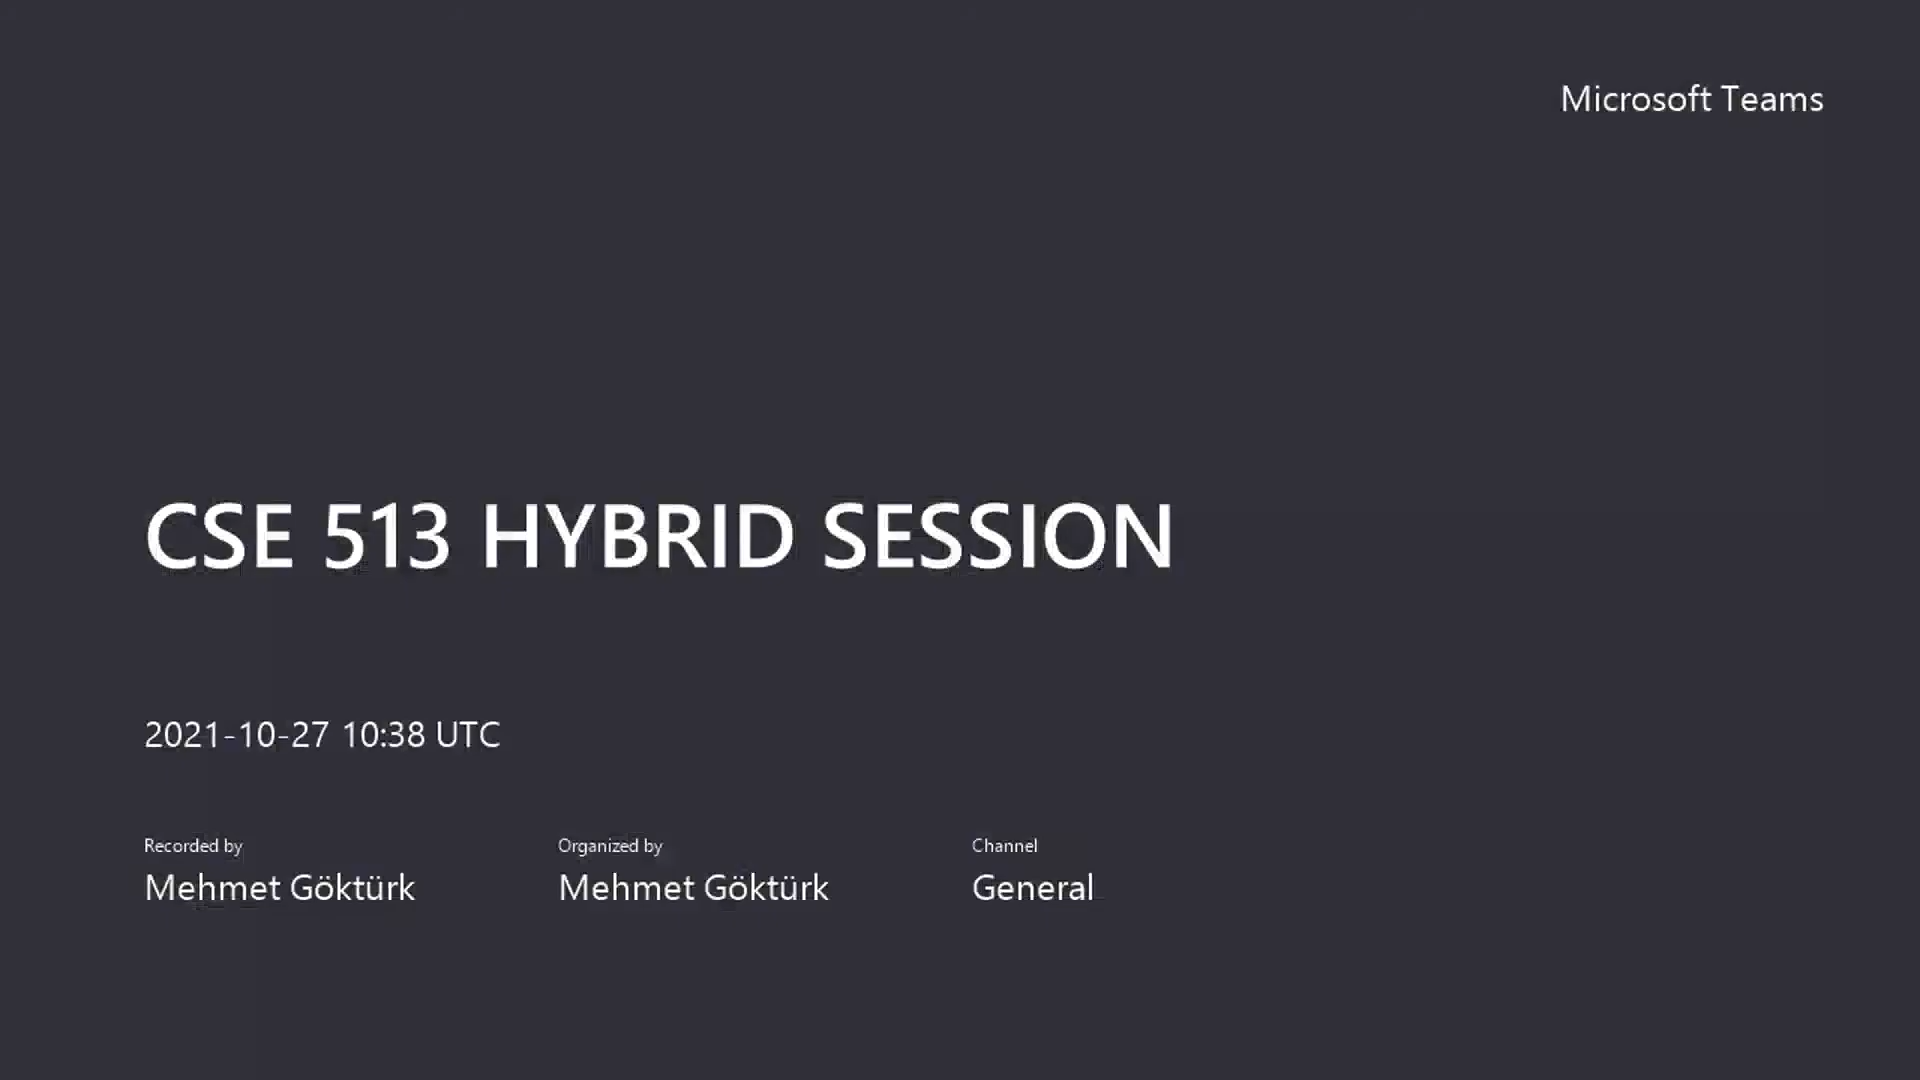 Microsoft Teams
CSE 513 HYBRID SESSION
2021-10-27 10:38 UTC
Recorded by
Mehmet Göktürk
Organized by
Mehmet Göktürk
Channel
General